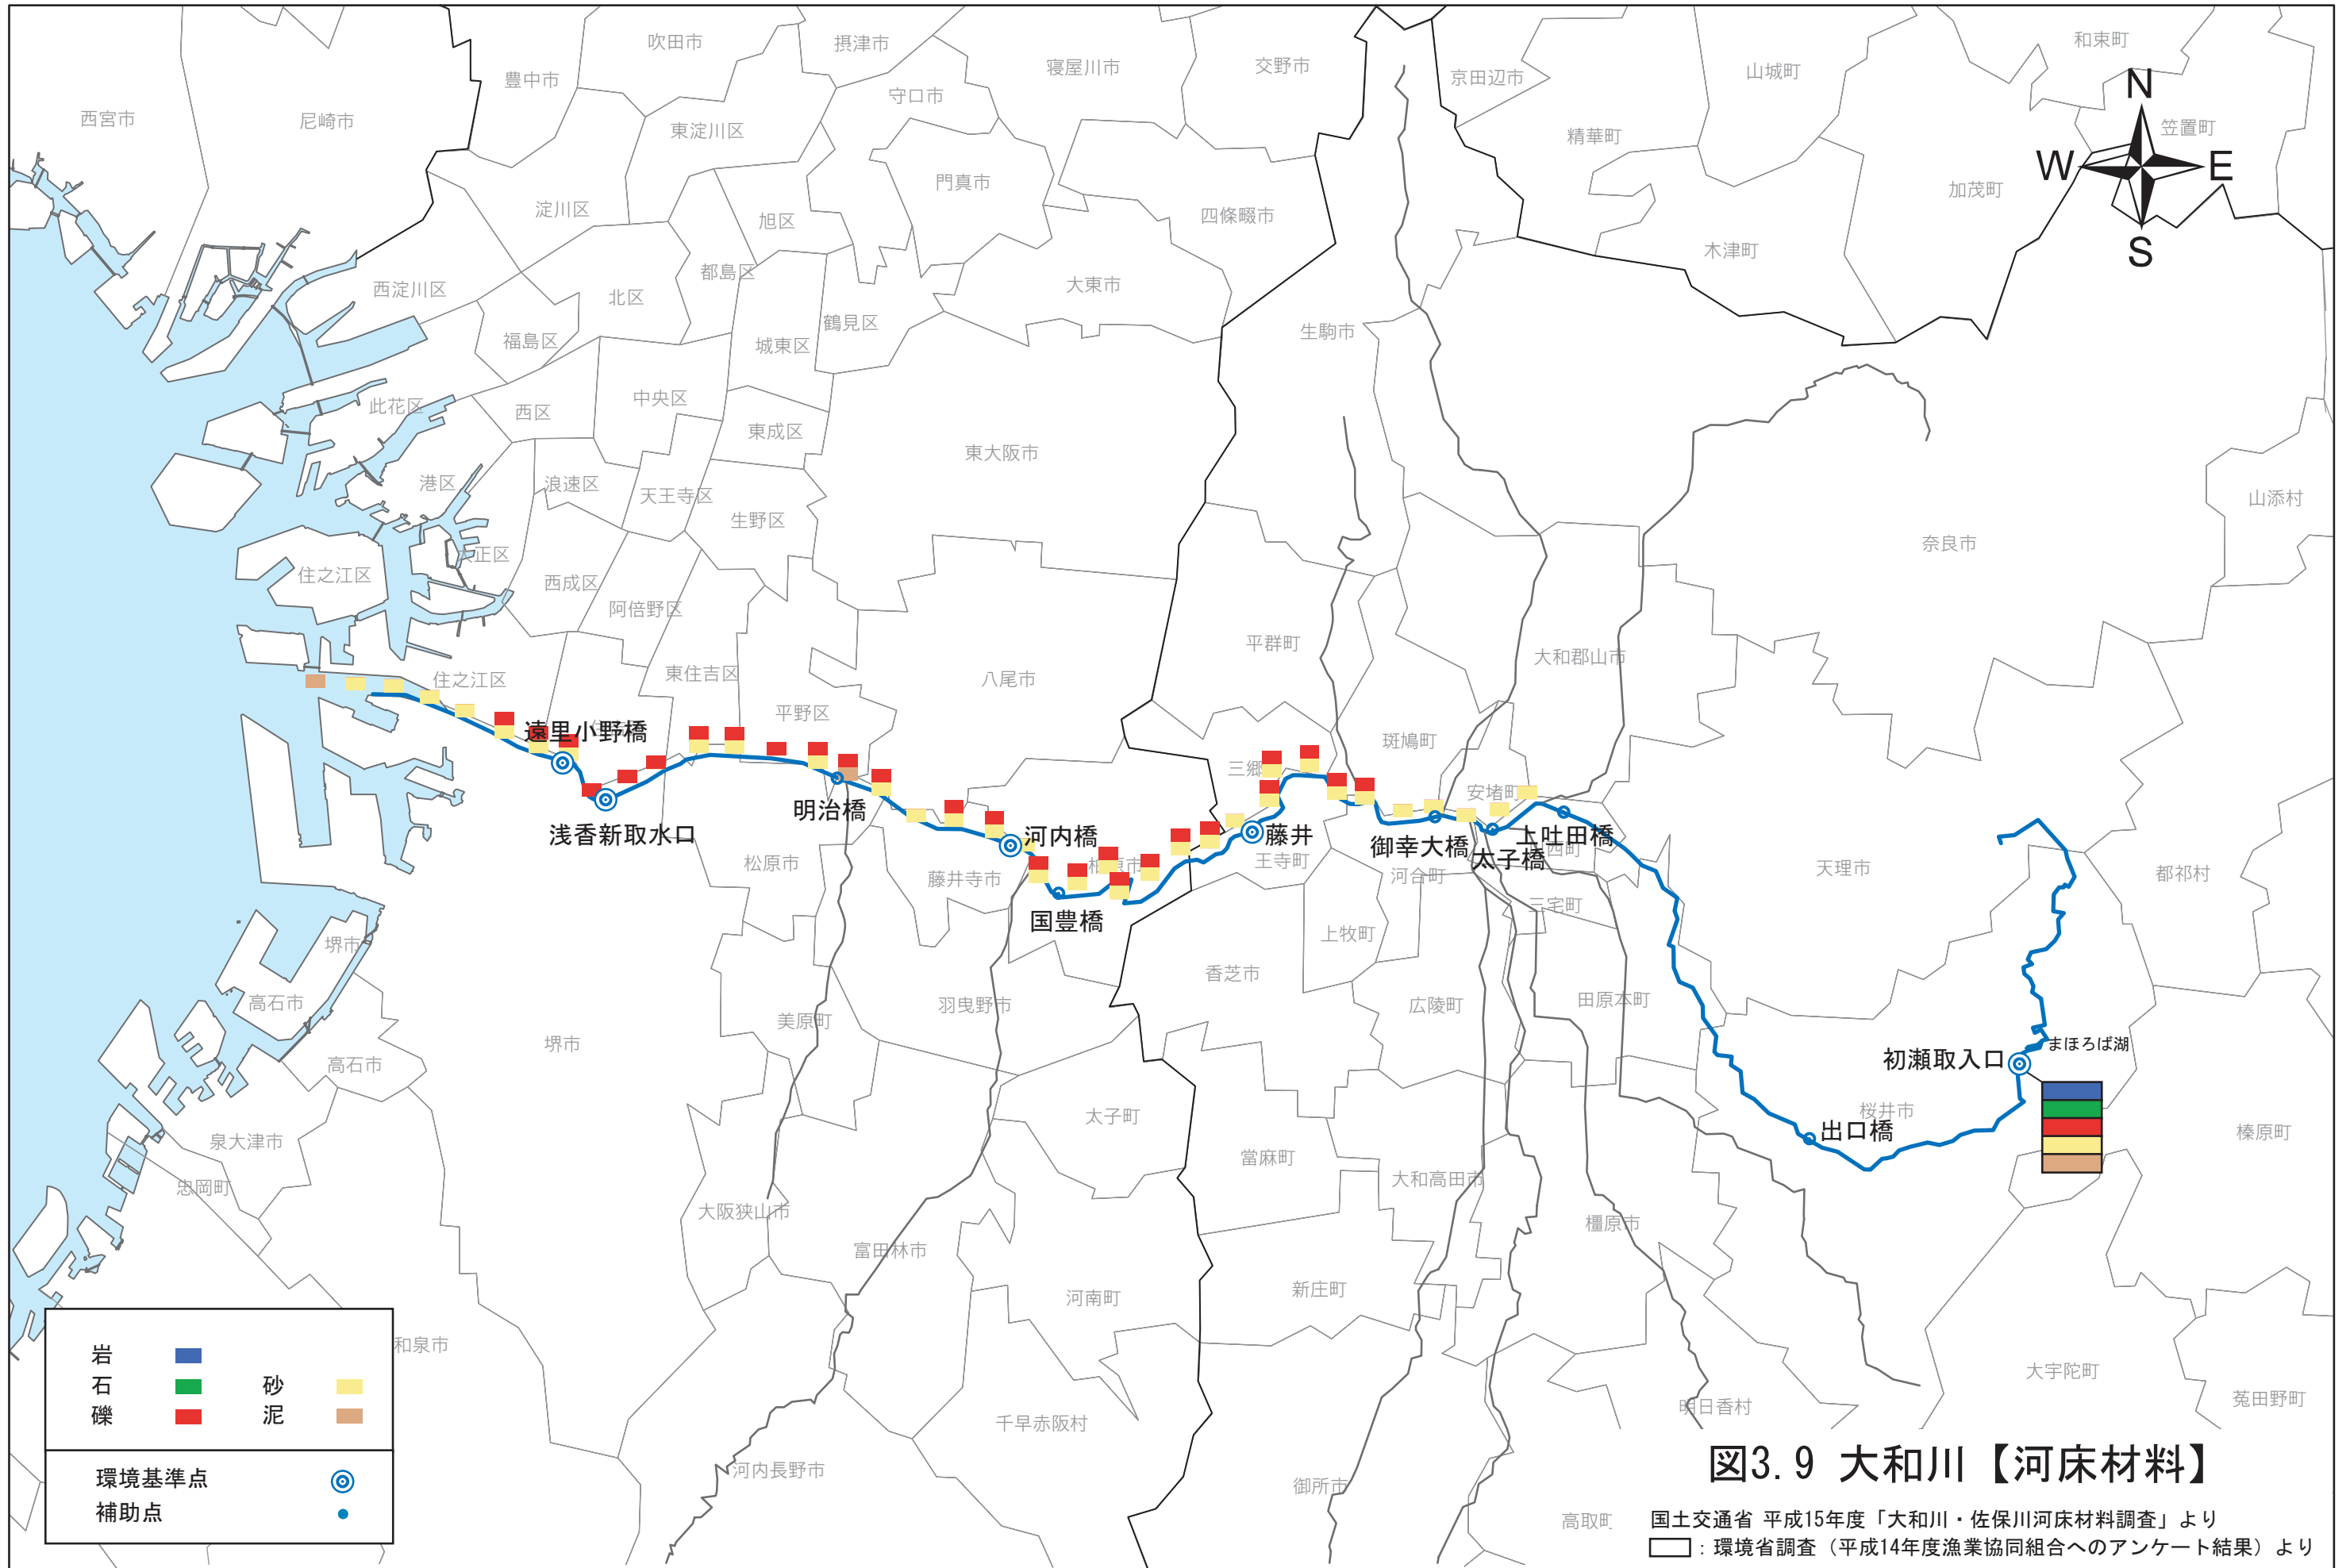 吹田市
摂津市
和束町
豊中市
寝屋川市
交野市
京田辺市
山城町
守口市
N
西宮市
尼崎市
東淀川区
精華町
笠置町
W
E
門真市
加茂町
淀川区
旭区
四條畷市
木津町
S
都島区
西淀川区
北区
大東市
鶴見区
生駒市
福島区
城東区
中央区
此花区
西区
東成区
東大阪市
港区
浪速区
天王寺区
山添村
生野区
奈良市
大正区
住之江区
西成区
阿倍野区
平群町
大和郡山市
東住吉区
住之江区
八尾市
平野区
遠里小野橋
斑鳩町
三郷
安堵町
明治橋
浅香新取水口
河内橋
藤井
御幸大橋
太子橋
上吐田橋
西町
松原市
藤井寺市
柏原市
王寺町
河合町
天理市
都祁村
国豊橋
三宅町
上牧町
堺市
香芝市
高石市
羽曳野市
美原町
広陵町
田原本町
堺市
高石市
初瀬取入口
まほろば湖
太子町
桜井市
出口橋
榛原町
泉大津市
當麻町
大和高田市
忠岡町
大阪狭山市
富田林市
橿原市
新庄町
河南町
和泉市
大宇陀町
菟田野町
明日香村
千早赤阪村
河内長野市
御所市
高取町
岩
石 砂
礫 泥
環境基準点
補助点
図3.9 大和川【河床材料】
国土交通省 平成15年度「大和川・佐保川河床材料調査」より
：環境省調査（平成14年度漁業協同組合へのアンケート結果）より